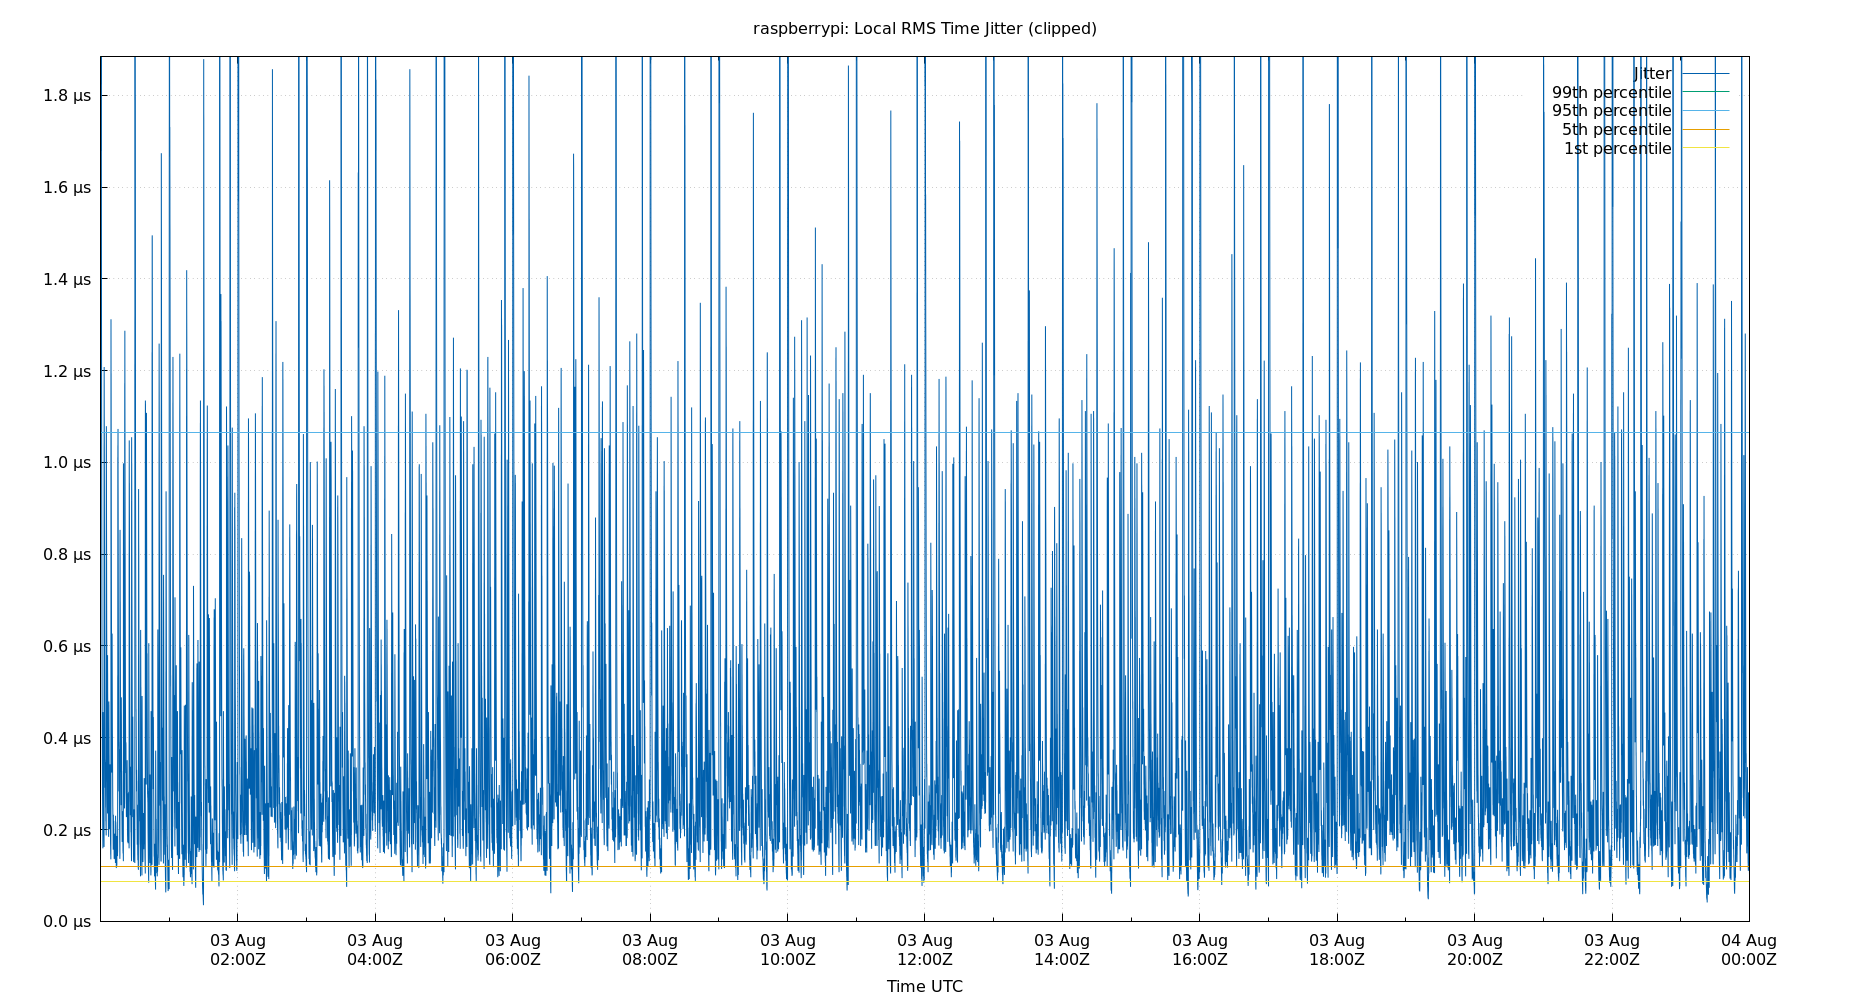 raspberrypi: Local RMS Time Jitter (clipped)
Jitter
99th percentile
95th percentile
5th percentile
1st percentile
1.8 µs
1.6 µs
1.4 µs
1.2 µs
1.0 µs
0.8 µs
0.6 µs
0.4 µs
0.2 µs
0.0 µs
03 Aug 03 Aug 03 Aug 03 Aug 03 Aug 03 Aug 03 Aug 03 Aug 03 Aug 03 Aug 03 Aug 04 Aug
02:00Z 04:00Z 06:00Z 08:00Z 10:00Z 12:00Z 14:00Z 16:00Z 18:00Z 20:00Z 22:00Z 00:00Z
Time UTC